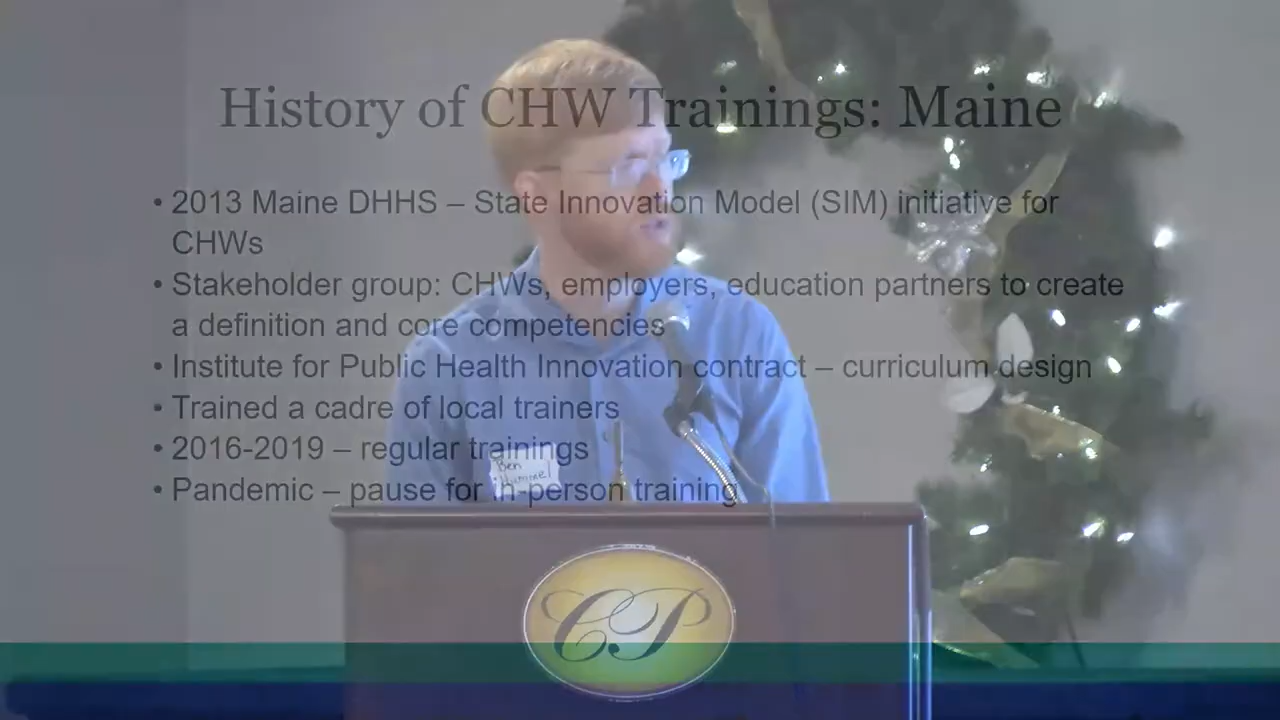 History of CHW Trainings: Maine
• 2013 Maine DHHS – State Innovation Model (SIM) initiative for
CHWs
• Stakeholder group: CHWs, employers, education partners to create
a definition and core competencies
• Institute for Public Health Innovation contract – curriculum design
• Trained a cadre of local trainers
• 2016-2019 – regular trainings
• Pandemic – pause for in-person training
Ben
Hummel
CP